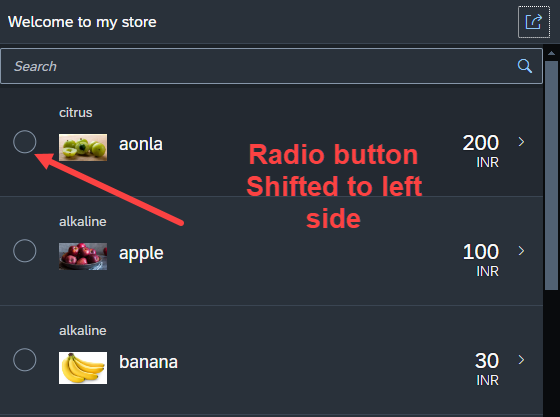 Welcome to my store
Search
citrus
aonla
200
INR
Radio button
Shifted to left
side
alkaline
apple
100
INR
alkaline
banana
30
INR